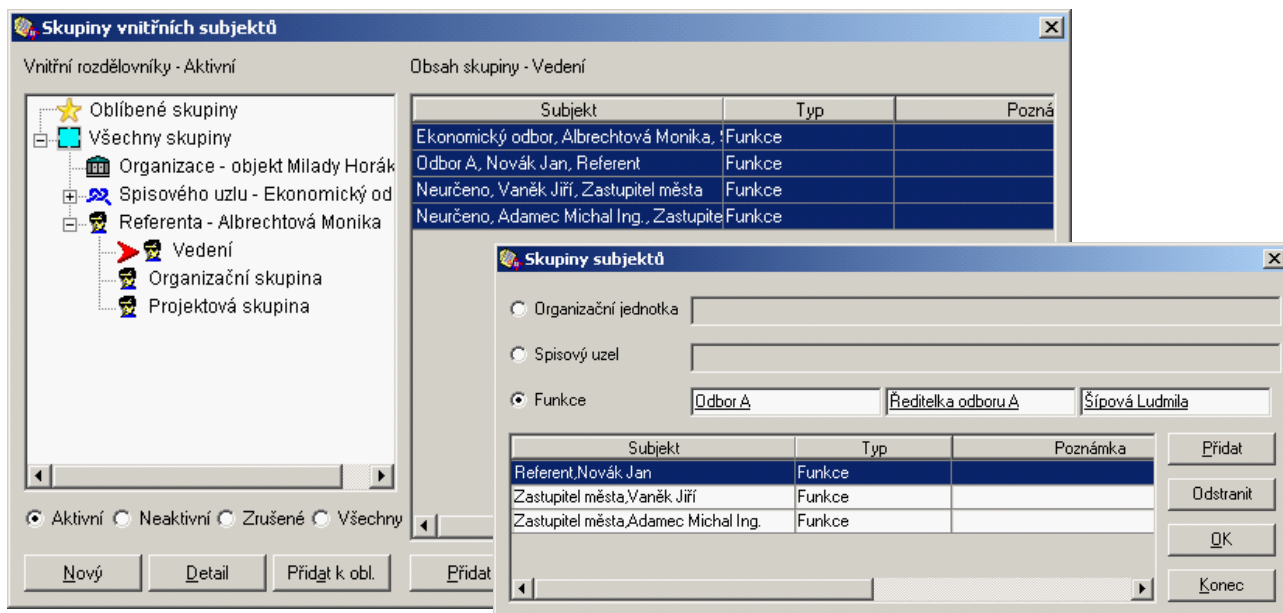 Skupiny vnitřních subjektů
Vnitřní rozdělovníky - Aktivní
Oblíbené skupiny
Všechny skupiny
Organizace - objekt Milady Horák
Spisového uzlu - Ekonomický od
Referenta - Albrechtová Monika
Vedení
Organizační skupina
Projektová skupina
Aktivní Neaktivní Zrušené Všechny
Nový Detail Přidat k obl.
Obsah skupiny - Vedení
Subjekt Typ Pozná
Ekonomický odbor, Albrechtová Monika, Funkce
Odbor A, Novák Jan, Referent Funkce
Neurčeno, Vaněk Jiří, Zastupitel města Funkce
Neurčeno, Adamec Michal Ing., Zastupite Funkce
Přidat
Skupiny subjektů
Organizační jednotka
Spisový uzel
Funkce Odbor A Ředitelka odboru A Šípová Ludmila
Subjekt Typ Poznámka
Referent,Novák Jan Funkce
Zastupitel města,Vaněk Jiří Funkce
Zastupitel města,Adamec Michal Ing. Funkce
Přidat
Odstranit
OK
Konec